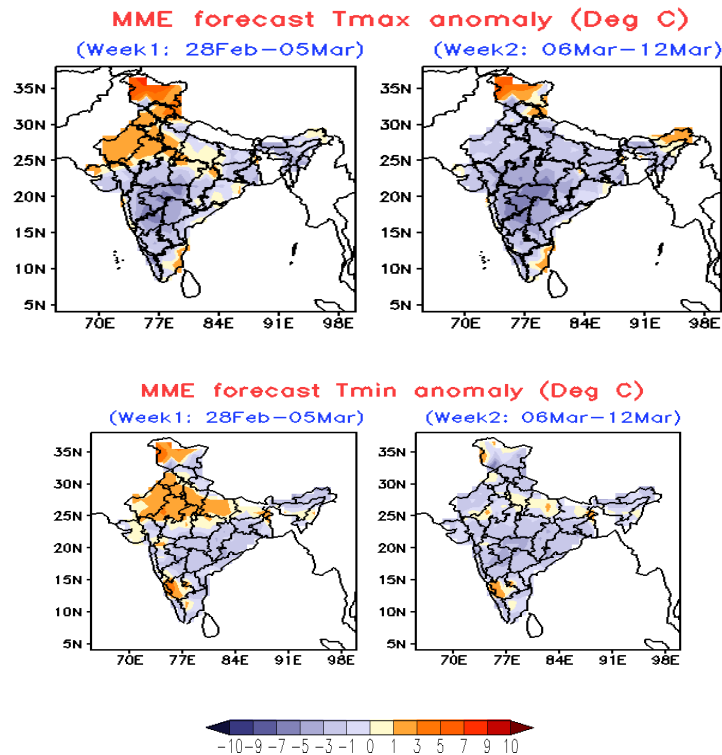 MME forecast Tmax anomaly (Deg C)
(Week1: 28Feb−05Mar) (Week2: 06Mar−12Mar)
35N 35N
30N 30N
25N 25N
20N 20N
15N 15N
10N 10N
5N 5N
70E 77E 84E 91E 98E 70E 77E 84E 91E 98E
MME forecast Tmin anomaly (Deg C)
(Week1: 28Feb−05Mar) (Week2: 06Mar−12Mar)
35N 35N
30N 30N
25N 25N
20N 20N
15N 15N
10N 10N
5N 5N
70E 77E 84E 91E 98E 70E 77E 84E 91E 98E
−10 −9 −7 −5 −3 −1 0 1 3 5 7 9 10